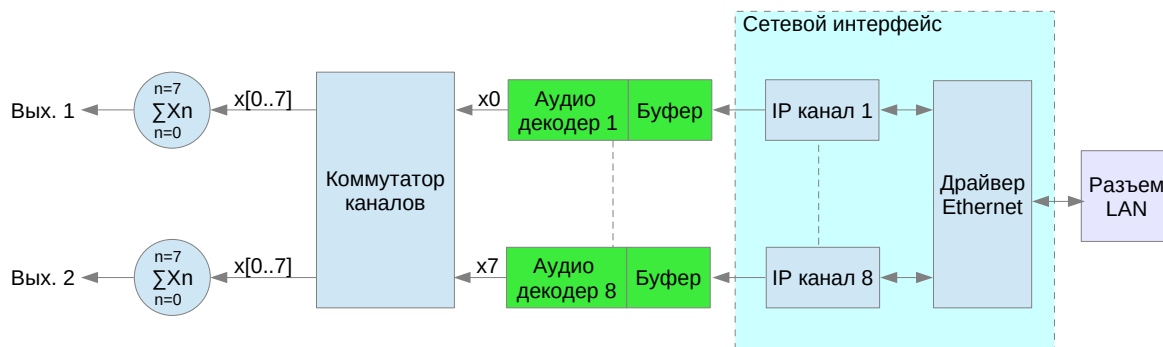 Сетевой интерфейс
Вых. 1
n=7
∑Xn
n=0
x[0..7]
Коммутатор
каналов
x0
Аудио
декодер 1
Буфер
IP канал 1
Драйвер
Ethernet
Разъем
LAN
Вых. 2
n=7
∑Xn
n=0
x[0..7]
x7
Аудио
декодер 8
Буфер
IP канал 8